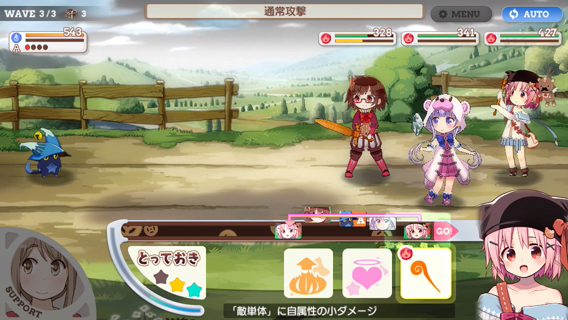 WAVE 3/3 3
通常攻撃
MENU
AUTO
543
A
328
341
427
GO!
とっておき
SUPPORT
「敵単体」に自属性の小ダメージ